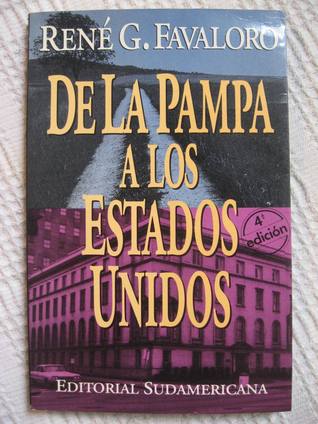 RENÉ G. FAVALORO
DE LA PAMPA
A LOS
ESTADOS
UNIDOS
4ª
edición
EDITORIAL SUDAMERICANA